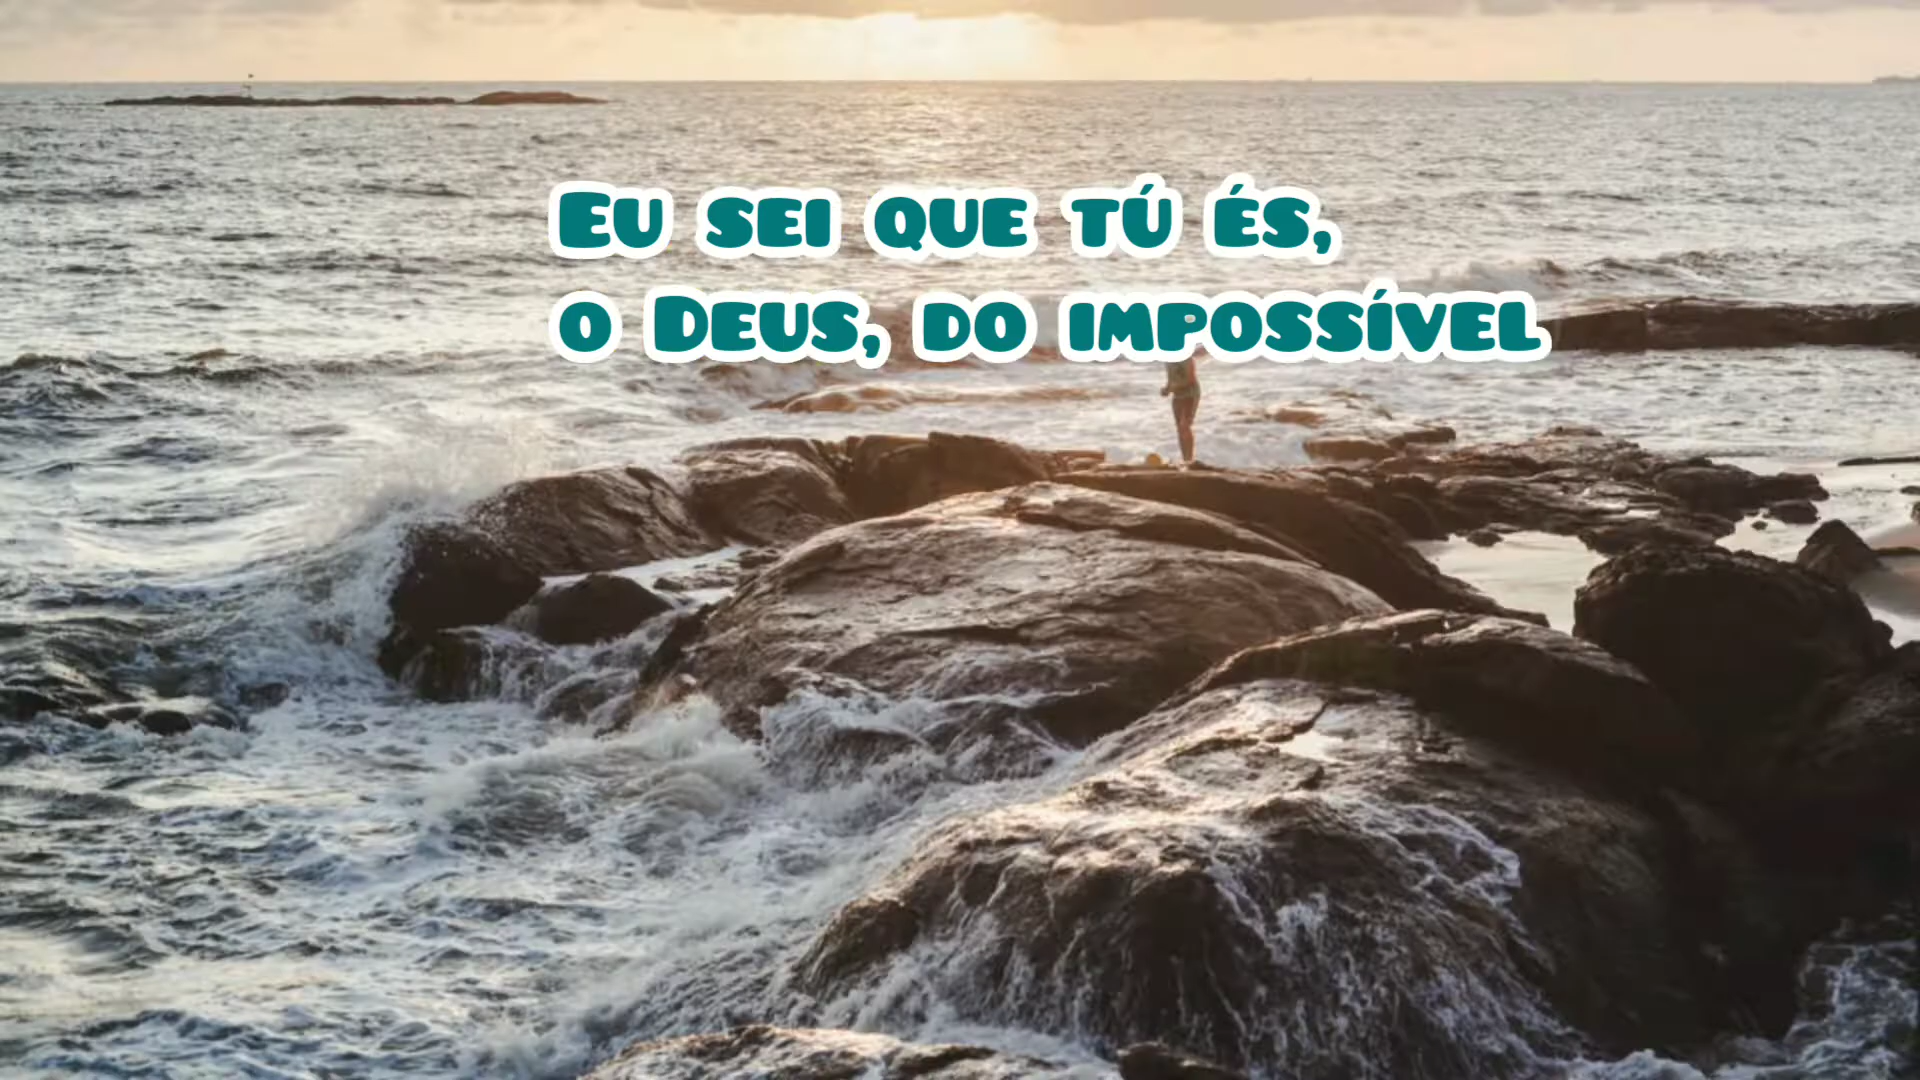 Eu sei que tú és,
o Deus, do impossível